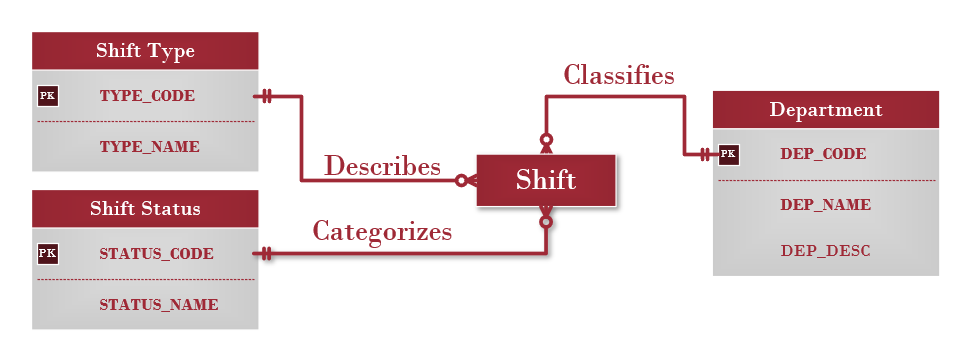 Shift Type
PK TYPE_CODE
TYPE_NAME
Shift Status
PK STATUS_CODE
STATUS_NAME
Describes
Categorizes
Shift
Classifies
Department
PK DEP_CODE
DEP_NAME
DEP_DESC